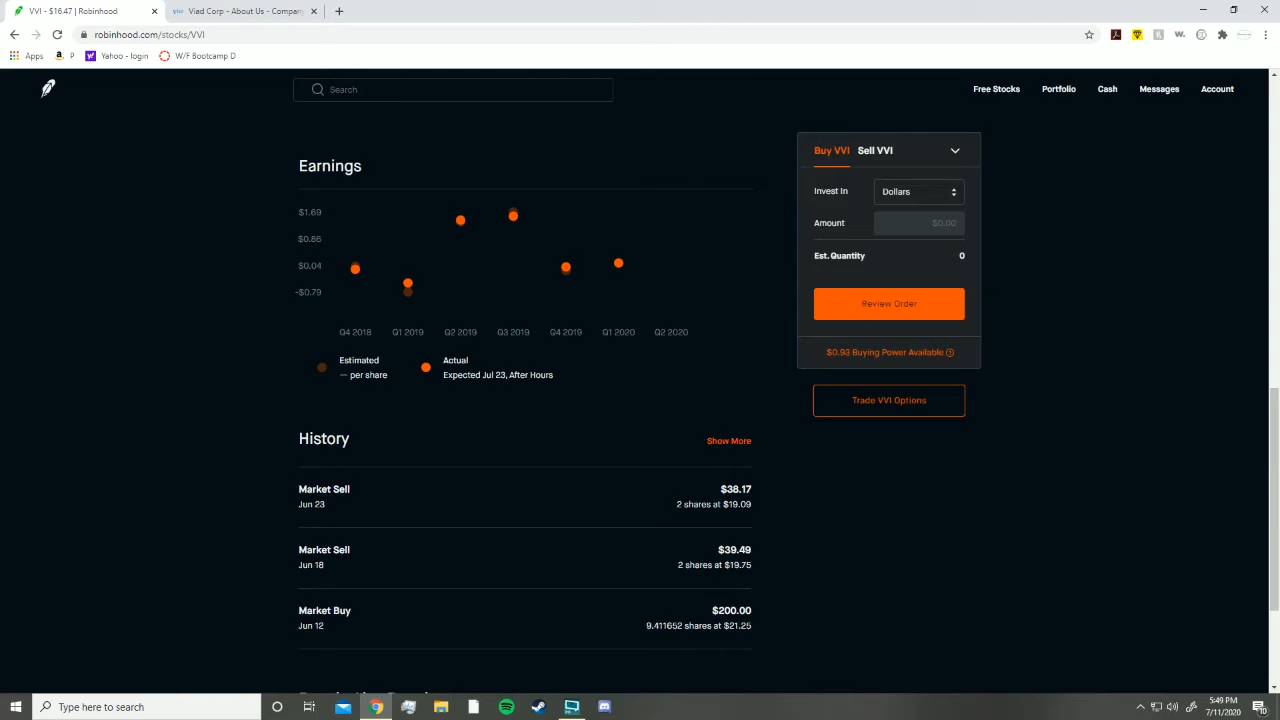 VVI - $16.47 | Robinhood
Viad Corp - About Us - Company
robinhood.com/stocks/VVI
Apps
P
Yahoo - login
W/F Bootcamp D
Search
Free Stocks
Portfolio
Cash
Messages
Account
Earnings
$1.69
$0.86
$0.04
-$0.79
Q4 2018
Q1 2019
Q2 2019
Q3 2019
Q4 2019
Q1 2020
Q2 2020
Estimated
— per share
Actual
Expected Jul 23, After Hours
Buy VVI
Sell VVI
Invest In
Dollars
Amount
$0.00
Est. Quantity
0
Review Order
$0.93 Buying Power Available
Trade VVI Options
History
Show More
Market Sell
$38.17
Jun 23
2 shares at $19.09
Market Sell
$39.49
Jun 18
2 shares at $19.75
Market Buy
$200.00
Jun 12
9.411652 shares at $21.25
Type here to search
5:49 PM
7/11/2020